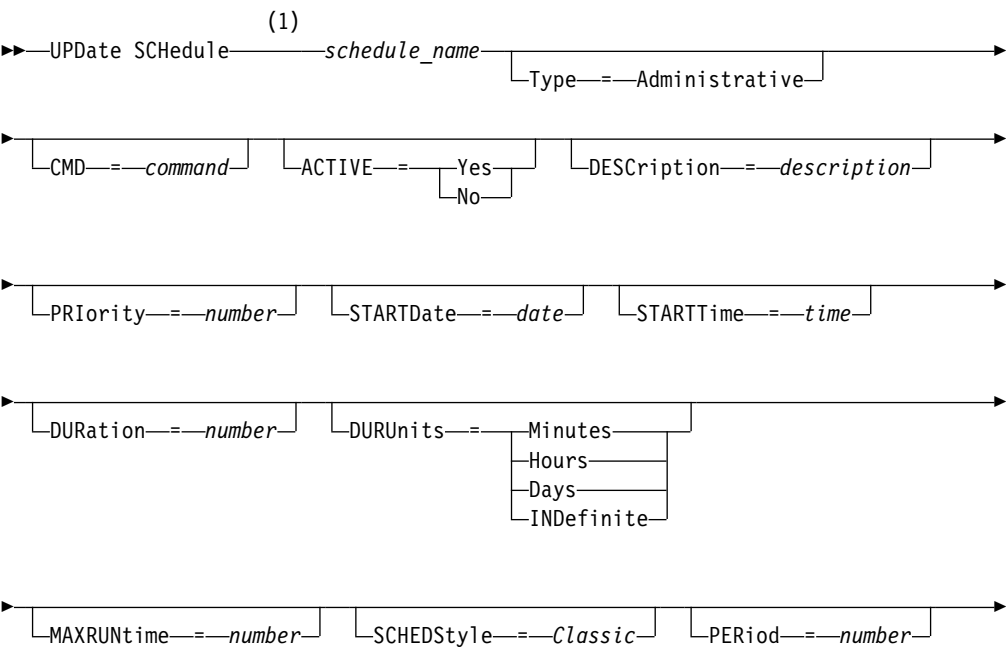 (1)
UPDate SCHedule schedule_name
Type = Administrative
CMD = command ACTIVE = Yes DESCription = description
No
PRIority = number STARTDate = date STARTTime = time
DURation = number DURUnits = Minutes
Hours
Days
INDefinite
MAXRUNtime = number SCHEDStyle = Classic PERiod = number